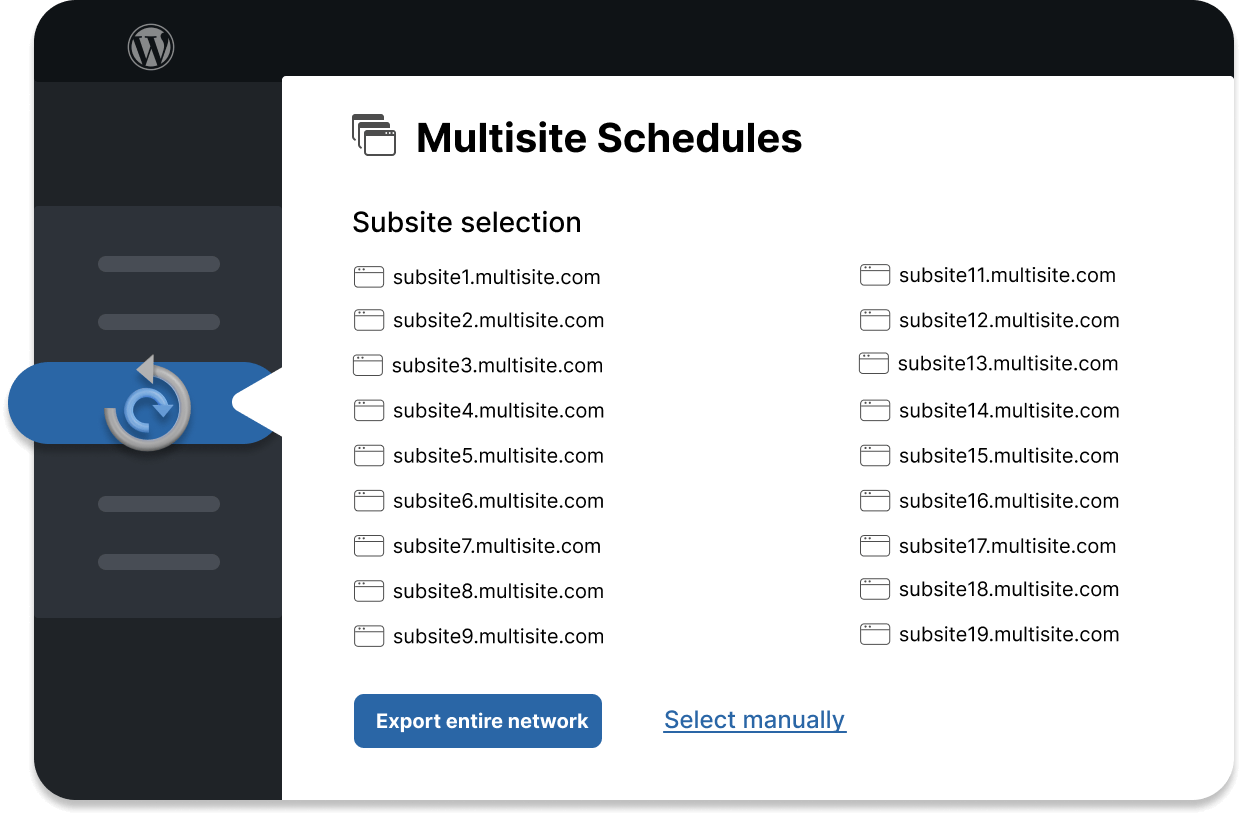 Multisite Schedules
Subsite selection
subsite1.multisite.com
subsite2.multisite.com
subsite3.multisite.com
subsite4.multisite.com
subsite5.multisite.com
subsite6.multisite.com
subsite7.multisite.com
subsite8.multisite.com
subsite9.multisite.com
subsite11.multisite.com
subsite12.multisite.com
subsite13.multisite.com
subsite14.multisite.com
subsite15.multisite.com
subsite16.multisite.com
subsite17.multisite.com
subsite18.multisite.com
subsite19.multisite.com
Export entire network
Select manually